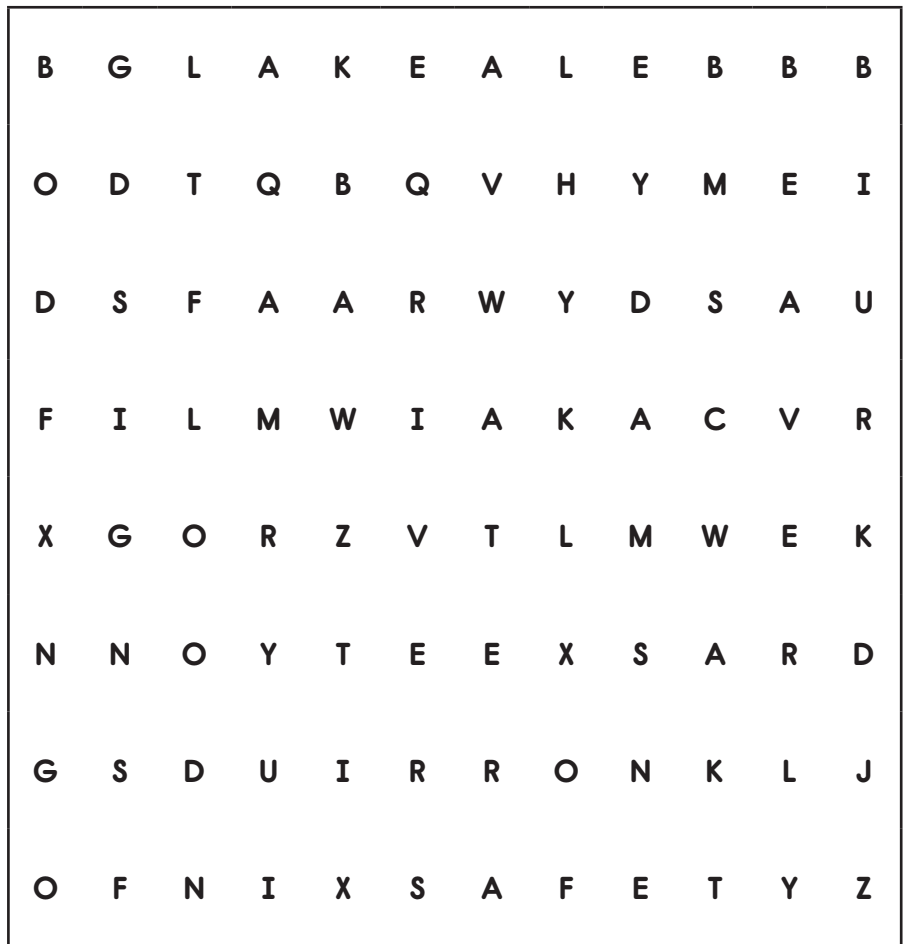 B G L A K E A L E B B B
O D T Q B Q V H Y M E I
D S F A A R W Y D S A U
F I L M W I A K A C V R
X G O R Z V T L M W E K
N N O Y T E E X S A R D
G S D U I R R O N K L J
O F N I X S A F E T Y Z